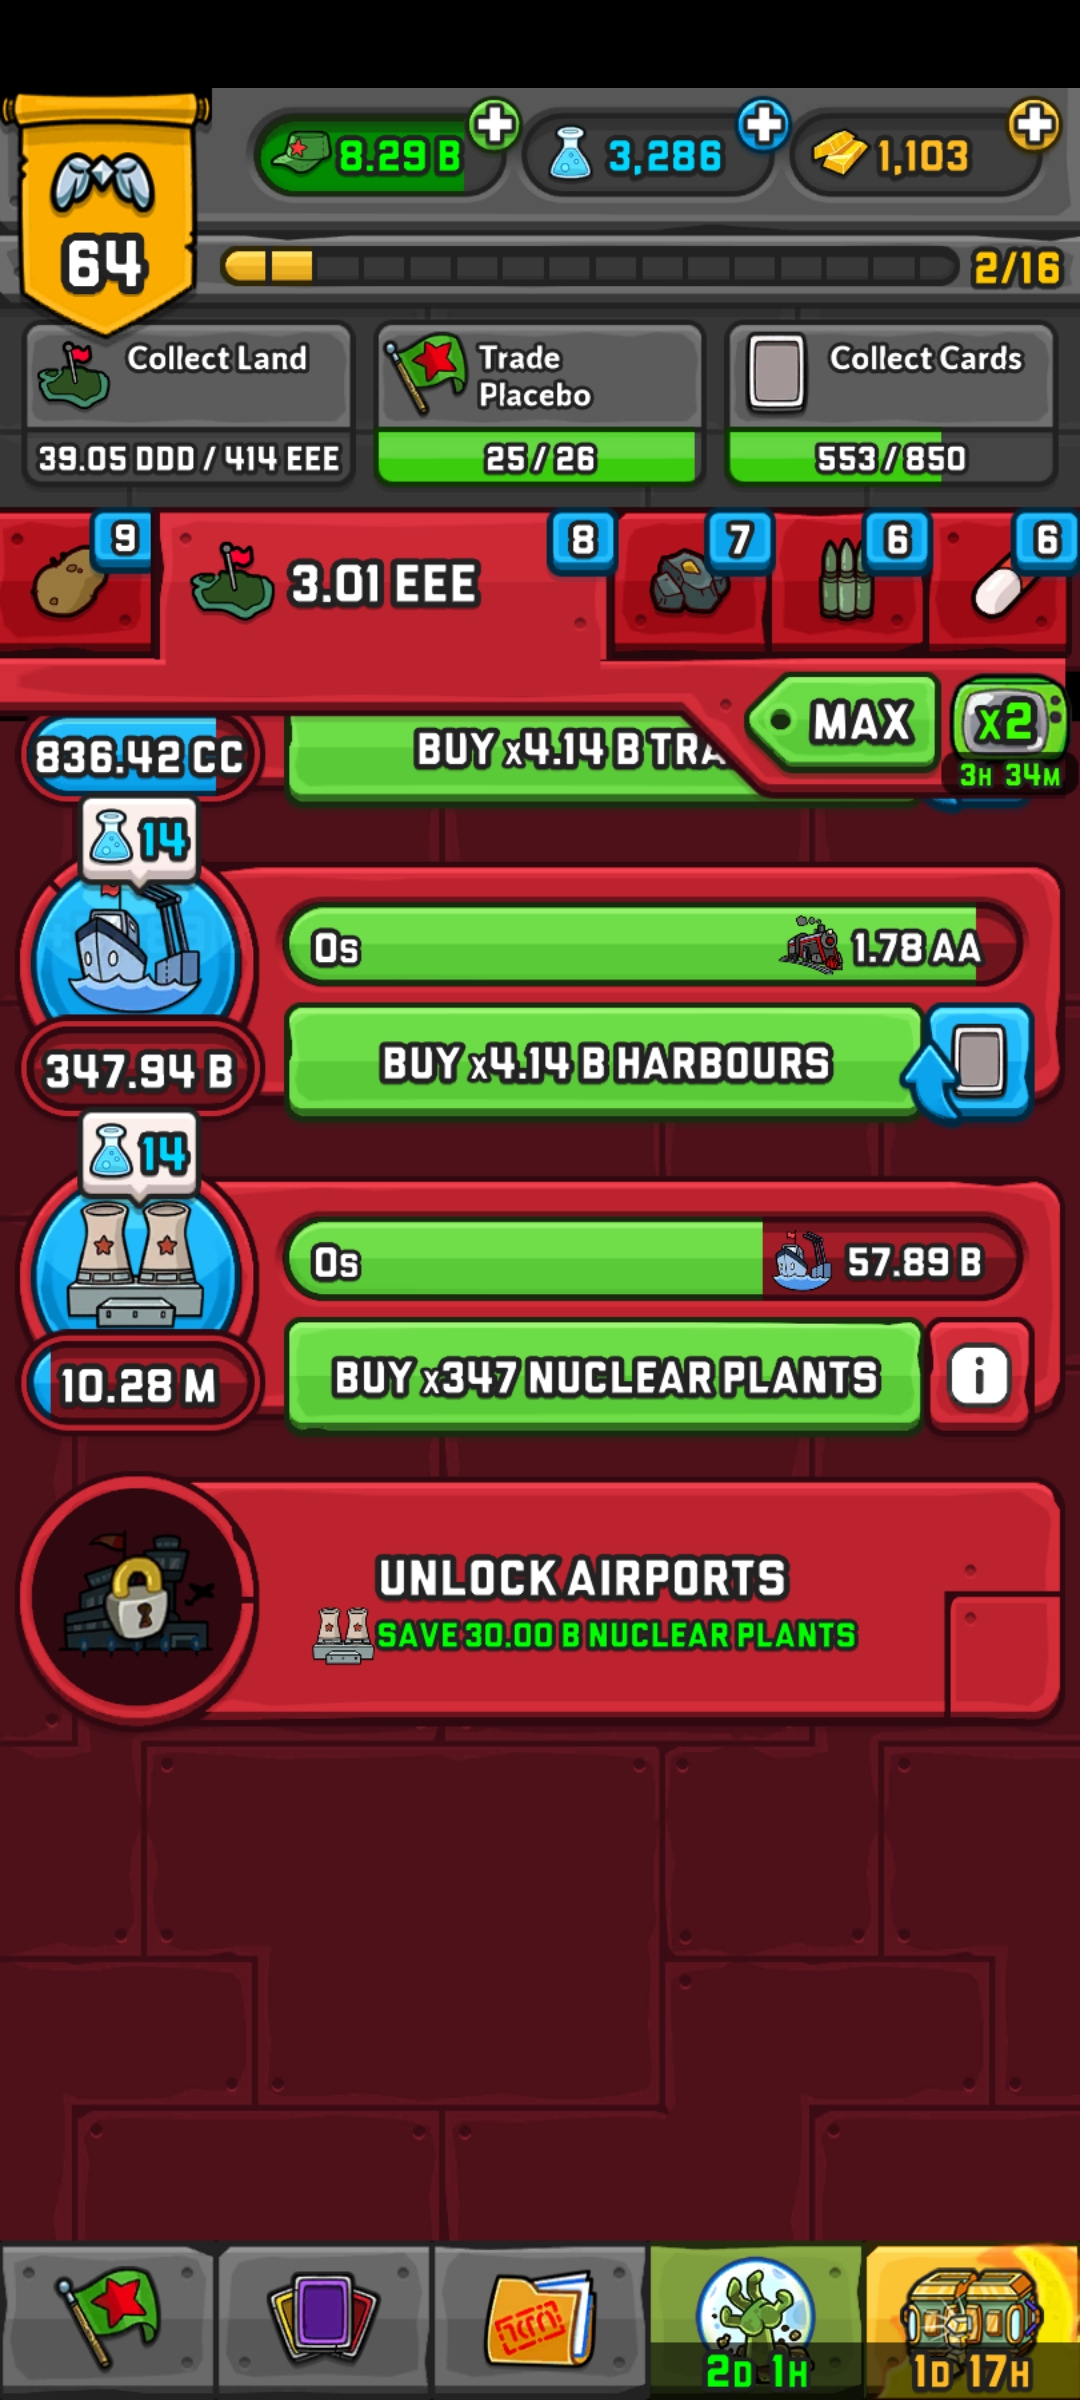 8.29 B
3,286
1,103
64
2/16
Collect Land
39.05 DDD / 414 EEE
Trade
Placebo
25/26
Collect Cards
553/850
9
3.01 EEE
8
7
6
6
MAX
x2
3H 34M
836.42 CC
BUY x4.14 B TRA
14
0s
1.78 AA
347.94 B
BUY x4.14 B HARBOURS
14
0s
57.89 B
10.28 M
BUY x347 NUCLEAR PLANTS
i
UNLOCK AIRPORTS
SAVE 30.00 B NUCLEAR PLANTS
2D 1H
1D 17H